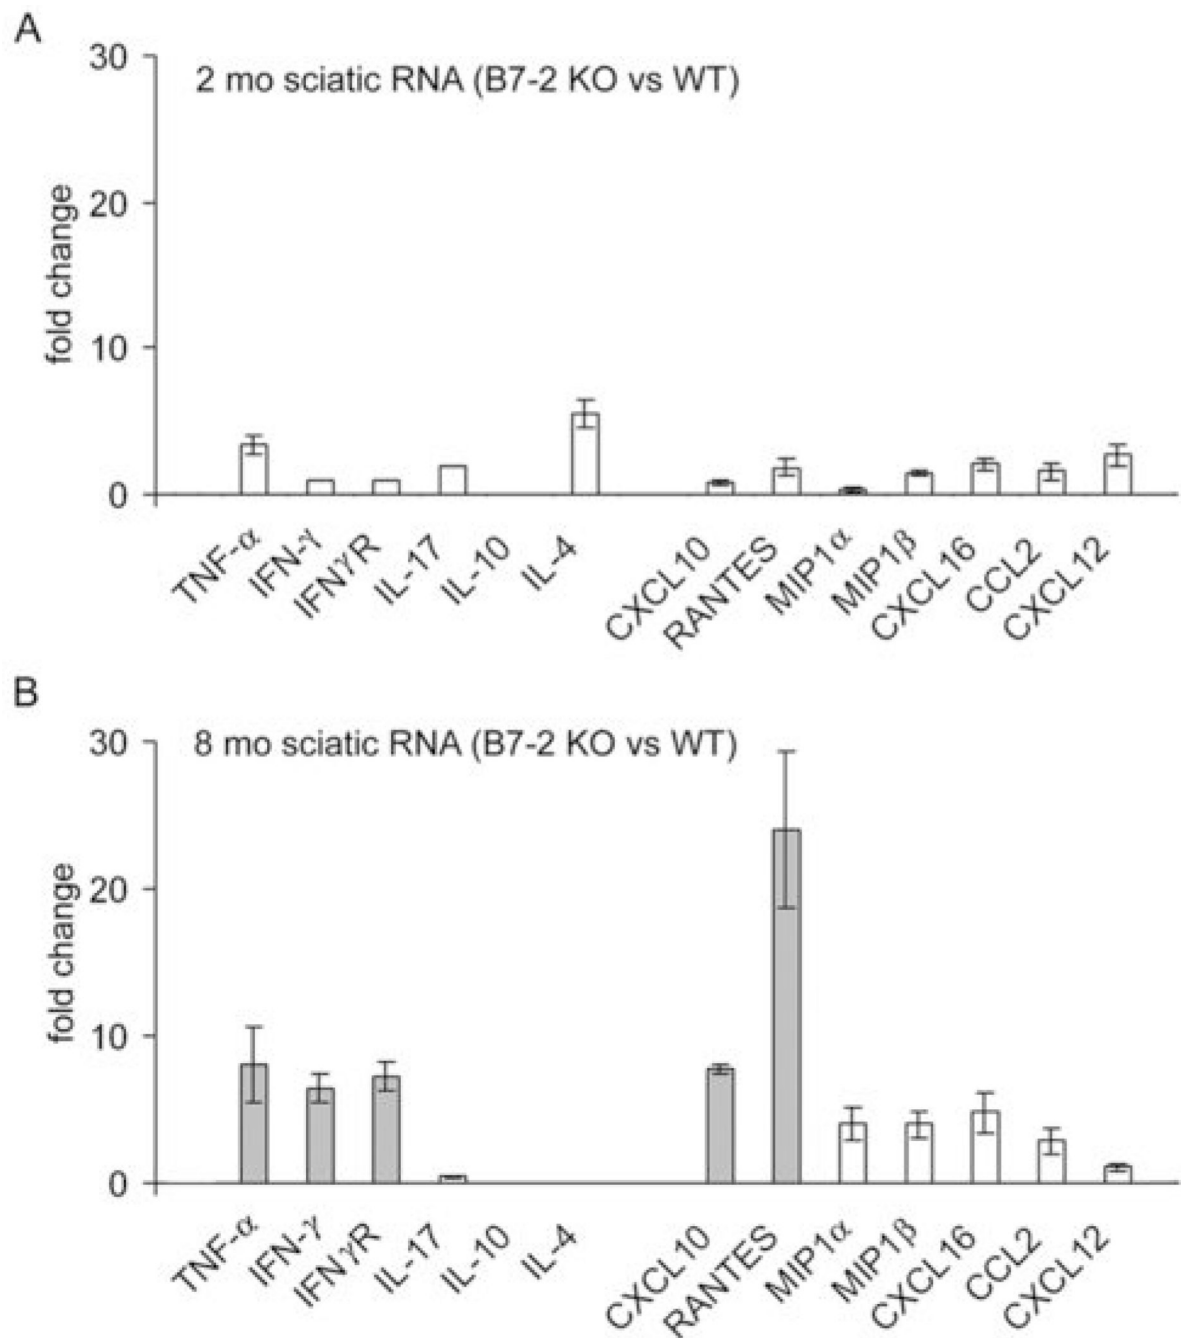 A
2 mo sciatic RNA (B7-2 KO vs WT)
fold change
30
20
10
0
TNF-α
IFN-γ
IFNγR
IL-17
IL-10
IL-4
CXCL10
RANTES
MIP1α
MIP1β
CXCL16
CCL2
CXCL12
B
8 mo sciatic RNA (B7-2 KO vs WT)
fold change
30
20
10
0
TNF-α
IFN-γ
IFNγR
IL-17
IL-10
IL-4
CXCL10
RANTES
MIP1α
MIP1β
CXCL16
CCL2
CXCL12